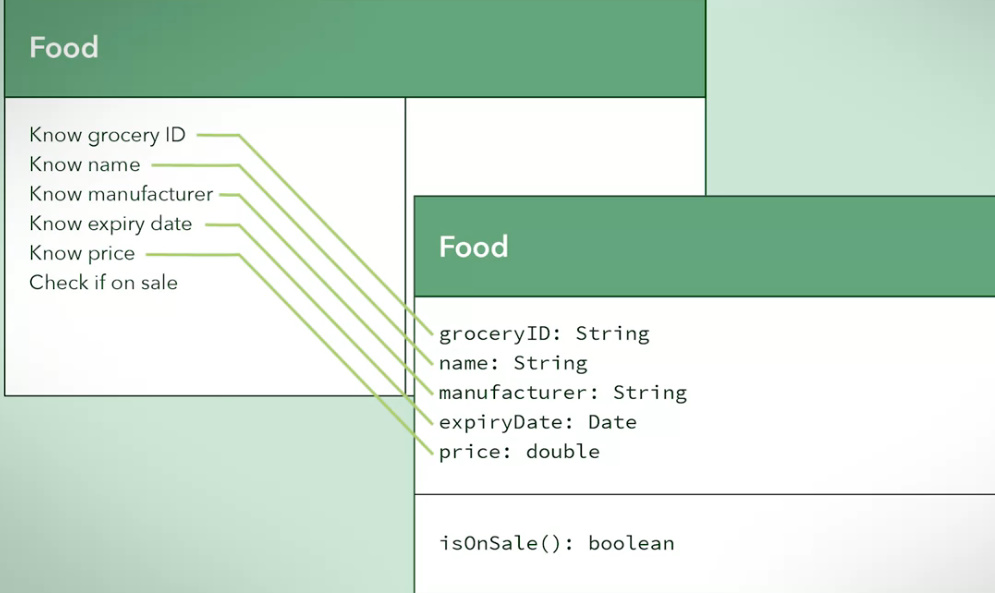 Food
Know grocery ID
Know name
Know manufacturer
Know expiry date
Know price
Check if on sale
Food
groceryID: String
name: String
manufacturer: String
expiryDate: Date
price: double
isOnSale(): boolean